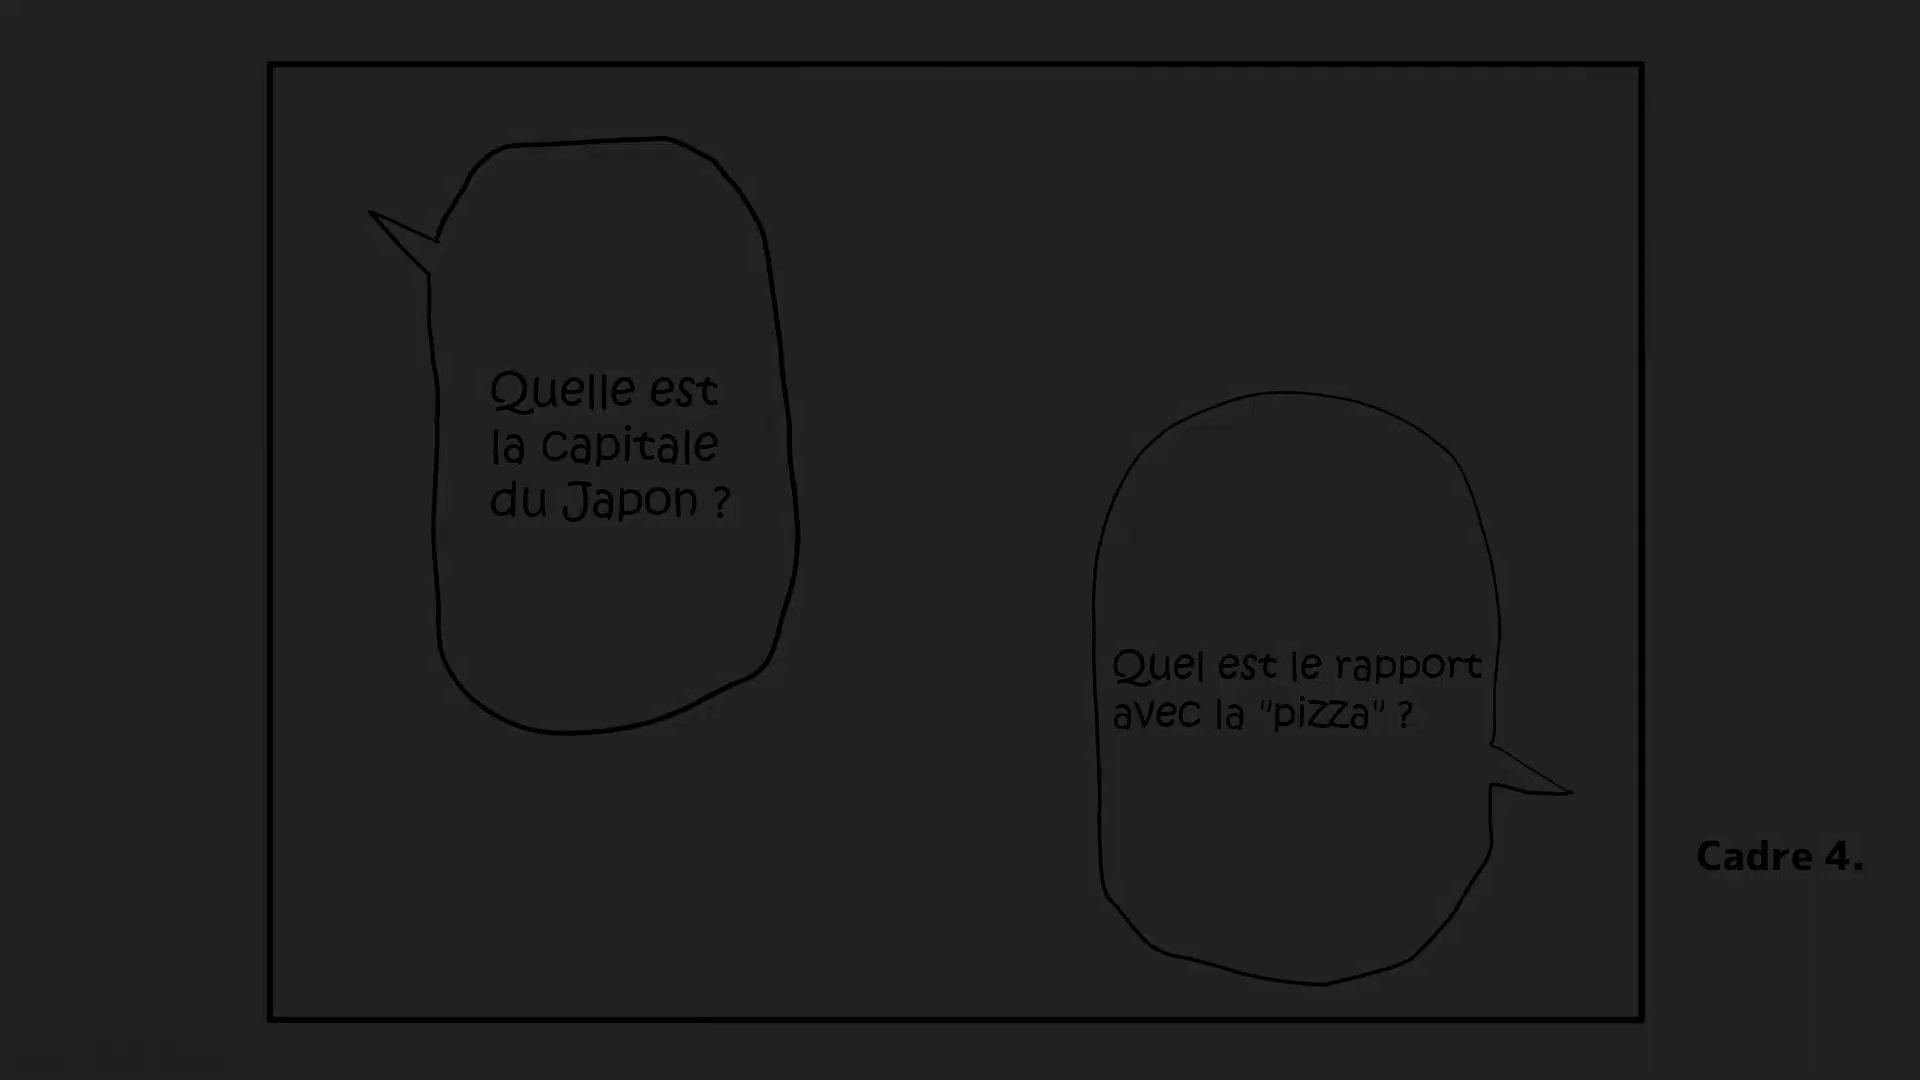 Quelle est
la capitale
du Japon ?
Quel est le rapport
avec la "pizza" ?
Cadre 4.